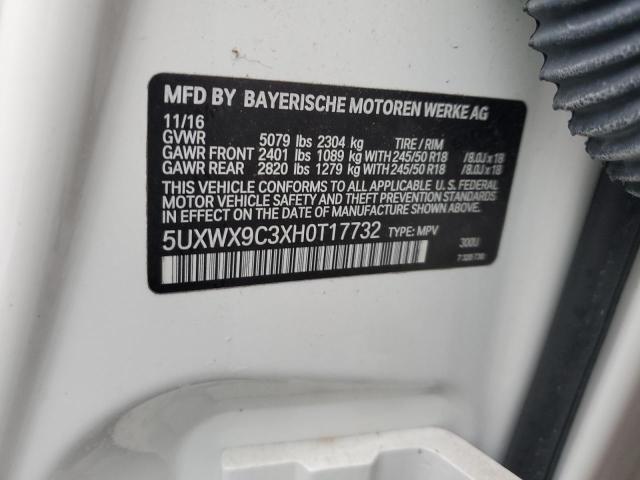 MFD BY BAYERISCHE MOTOREN WERKE AG
11/16
GVWR 5079 lbs 2304 kg TIRE / RIM
GAWR FRONT 2401 lbs 1089 kg WITH 245/50 R18 /8.0J x 18
GAWR REAR 2820 lbs 1279 kg WITH 245/50 R18 /8.0J x 18
THIS VEHICLE CONFORMS TO ALL APPLICABLE U.S. FEDERAL
MOTOR VEHICLE SAFETY AND THEFT PREVENTION STANDARDS
IN EFFECT ON THE DATE OF MANUFACTURE SHOWN ABOVE.
5UXWX9C3XH0T17732 TYPE: MPV 300U